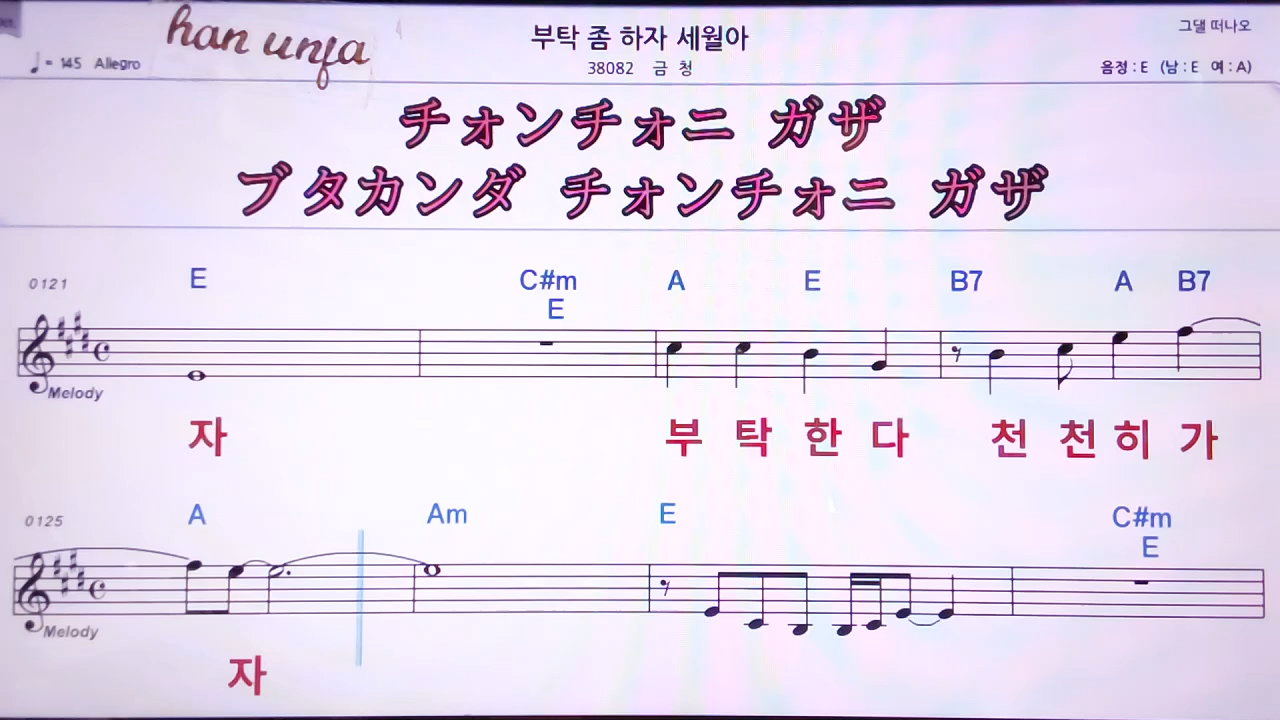 han unfa
부탁 좀 하자 세월아
그댈 떠나오
♩= 145 Allegro
38082 금 청
음정 : E (남 : E 여 : A)
チォンチォニ ガザ
ブタカンダ チォンチォニ ガザ
0121 E C#m A E B7 A B7
E
Melody
자 부 탁 한 다 천 천 히 가
0125 A Am E C#m
E
Melody
자